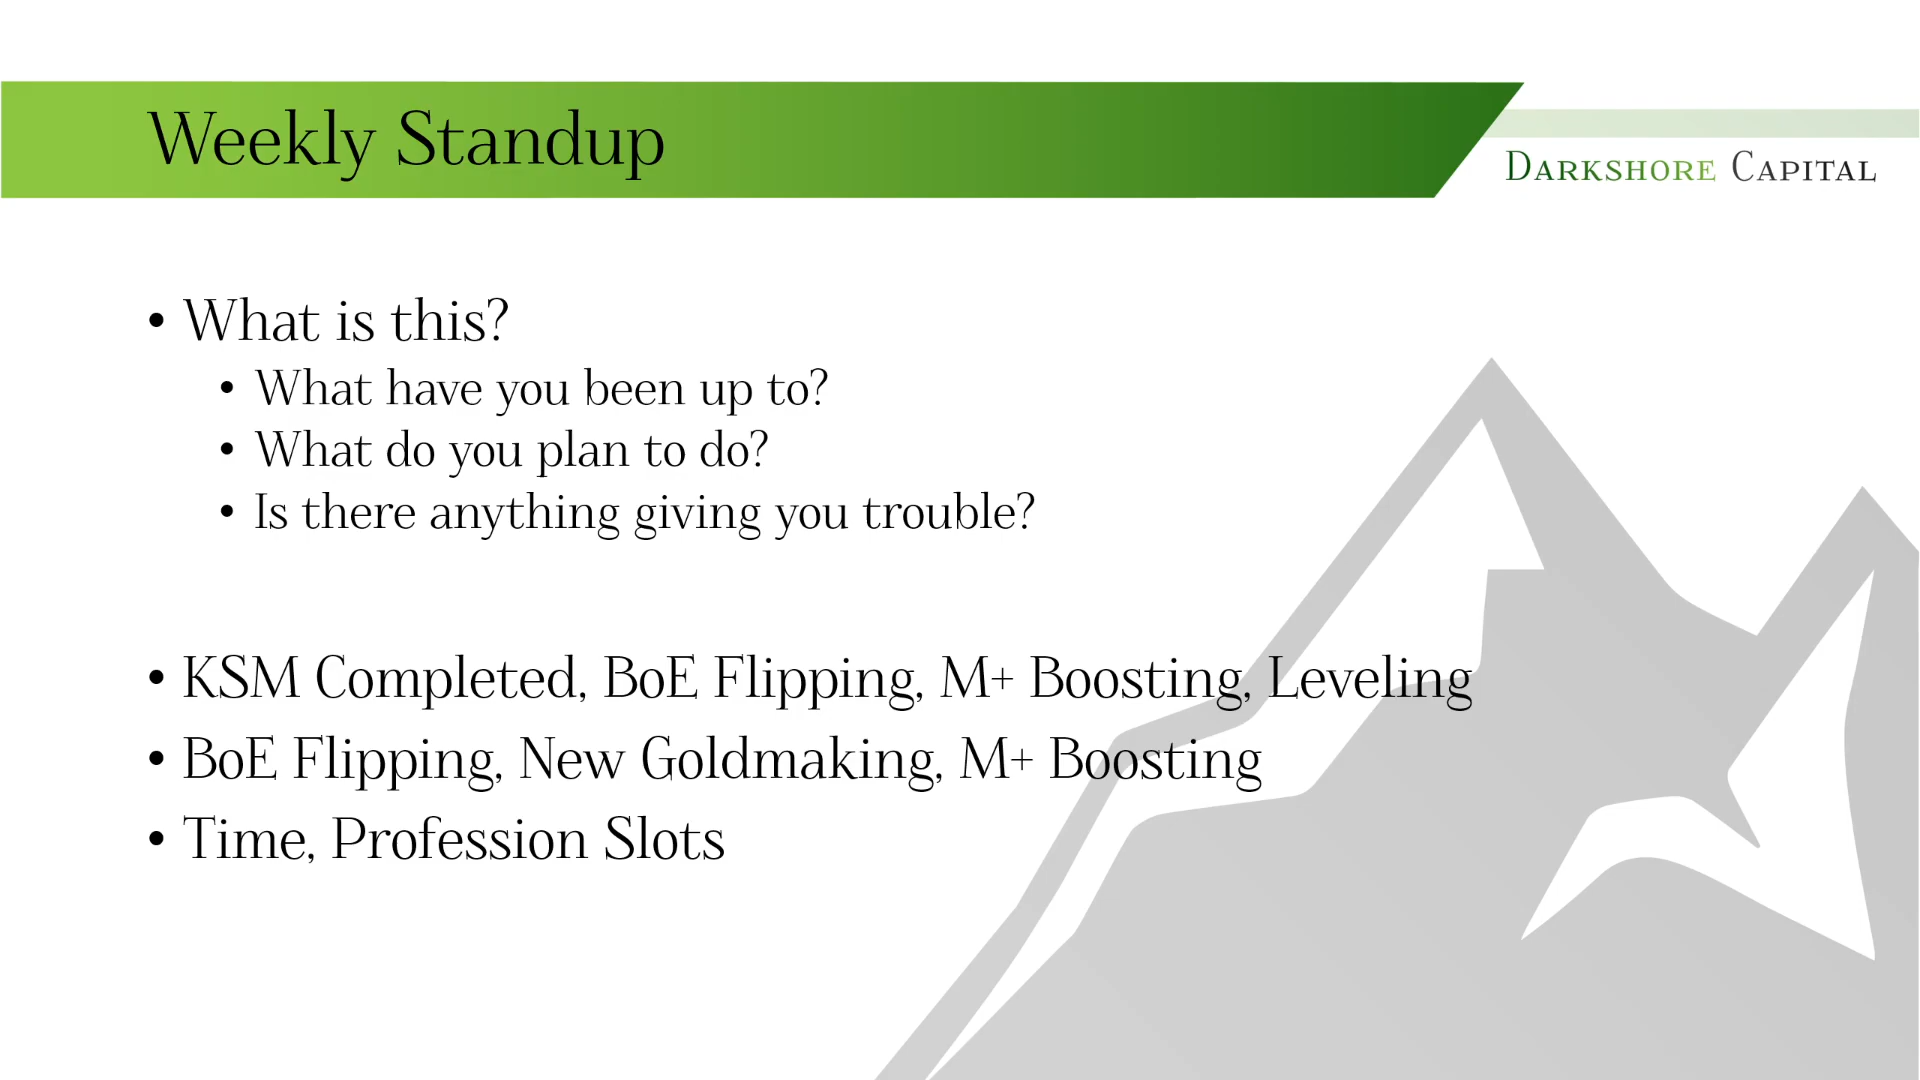 Weekly Standup
DARKSHORE CAPITAL
• What is this?
• What have you been up to?
• What do you plan to do?
• Is there anything giving you trouble?
• KSM Completed, BoE Flipping, M+ Boosting, Leveling
• BoE Flipping, New Goldmaking, M+ Boosting
• Time, Profession Slots